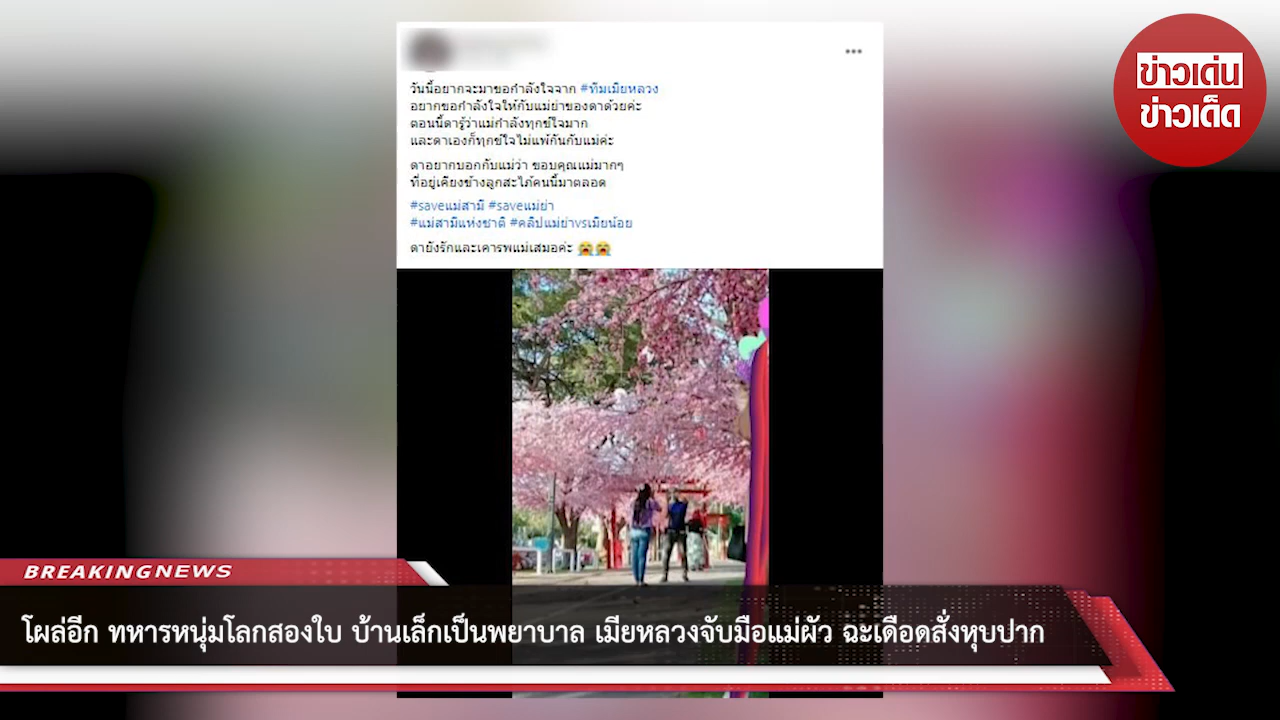 ข่าวเด่น
ข่าวเด็ด
วันนี้อยากจะมาขอกำลังใจจาก #ทีมเมียหลวง
อยากขอกำลังใจให้กับแม่ย่าของดาด้วยค่ะ
ตอนนี้ดารู้ว่าแม่กำลังทุกข์ใจมาก
และดาเองก็ทุกข์ใจไม่แพ้กันกับแม่ค่ะ
ดาอยากบอกกับแม่ว่า ขอบคุณแม่มากๆ
ที่อยู่เคียงข้างลูกสะใภ้คนนี้มาตลอด
#saveแม่สามี #saveแม่ย่า
#แม่สามีแห่งชาติ #คลิปแม่ย่าvsเมียน้อย
ดายังรักและเคารพแม่เสมอค่ะ 😭😭
BREAKING NEWS
โผล่อีก ทหารหนุ่มโลกสองใบ บ้านเล็กเป็นพยาบาล เมียหลวงจับมือแม่ผัว ฉะเดือดสั่งหุบปาก